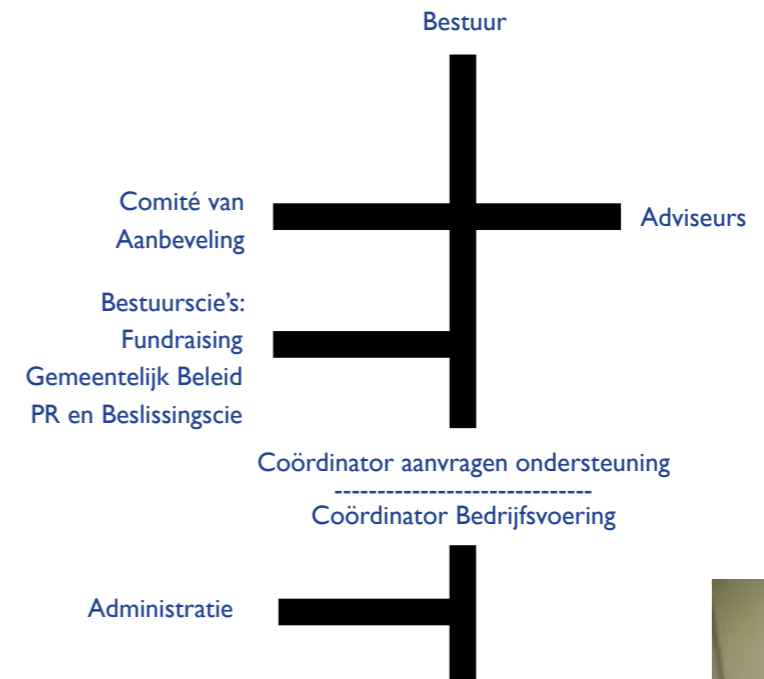 Bestuur
Comité van
Aanbeveling
Adviseurs
Bestuurscie's:
Fundraising
Gemeentelijk Beleid
PR en Beslissingscie
Coördinator aanvragen ondersteuning
------------------------------
Coördinator Bedrijfsvoering
Administratie